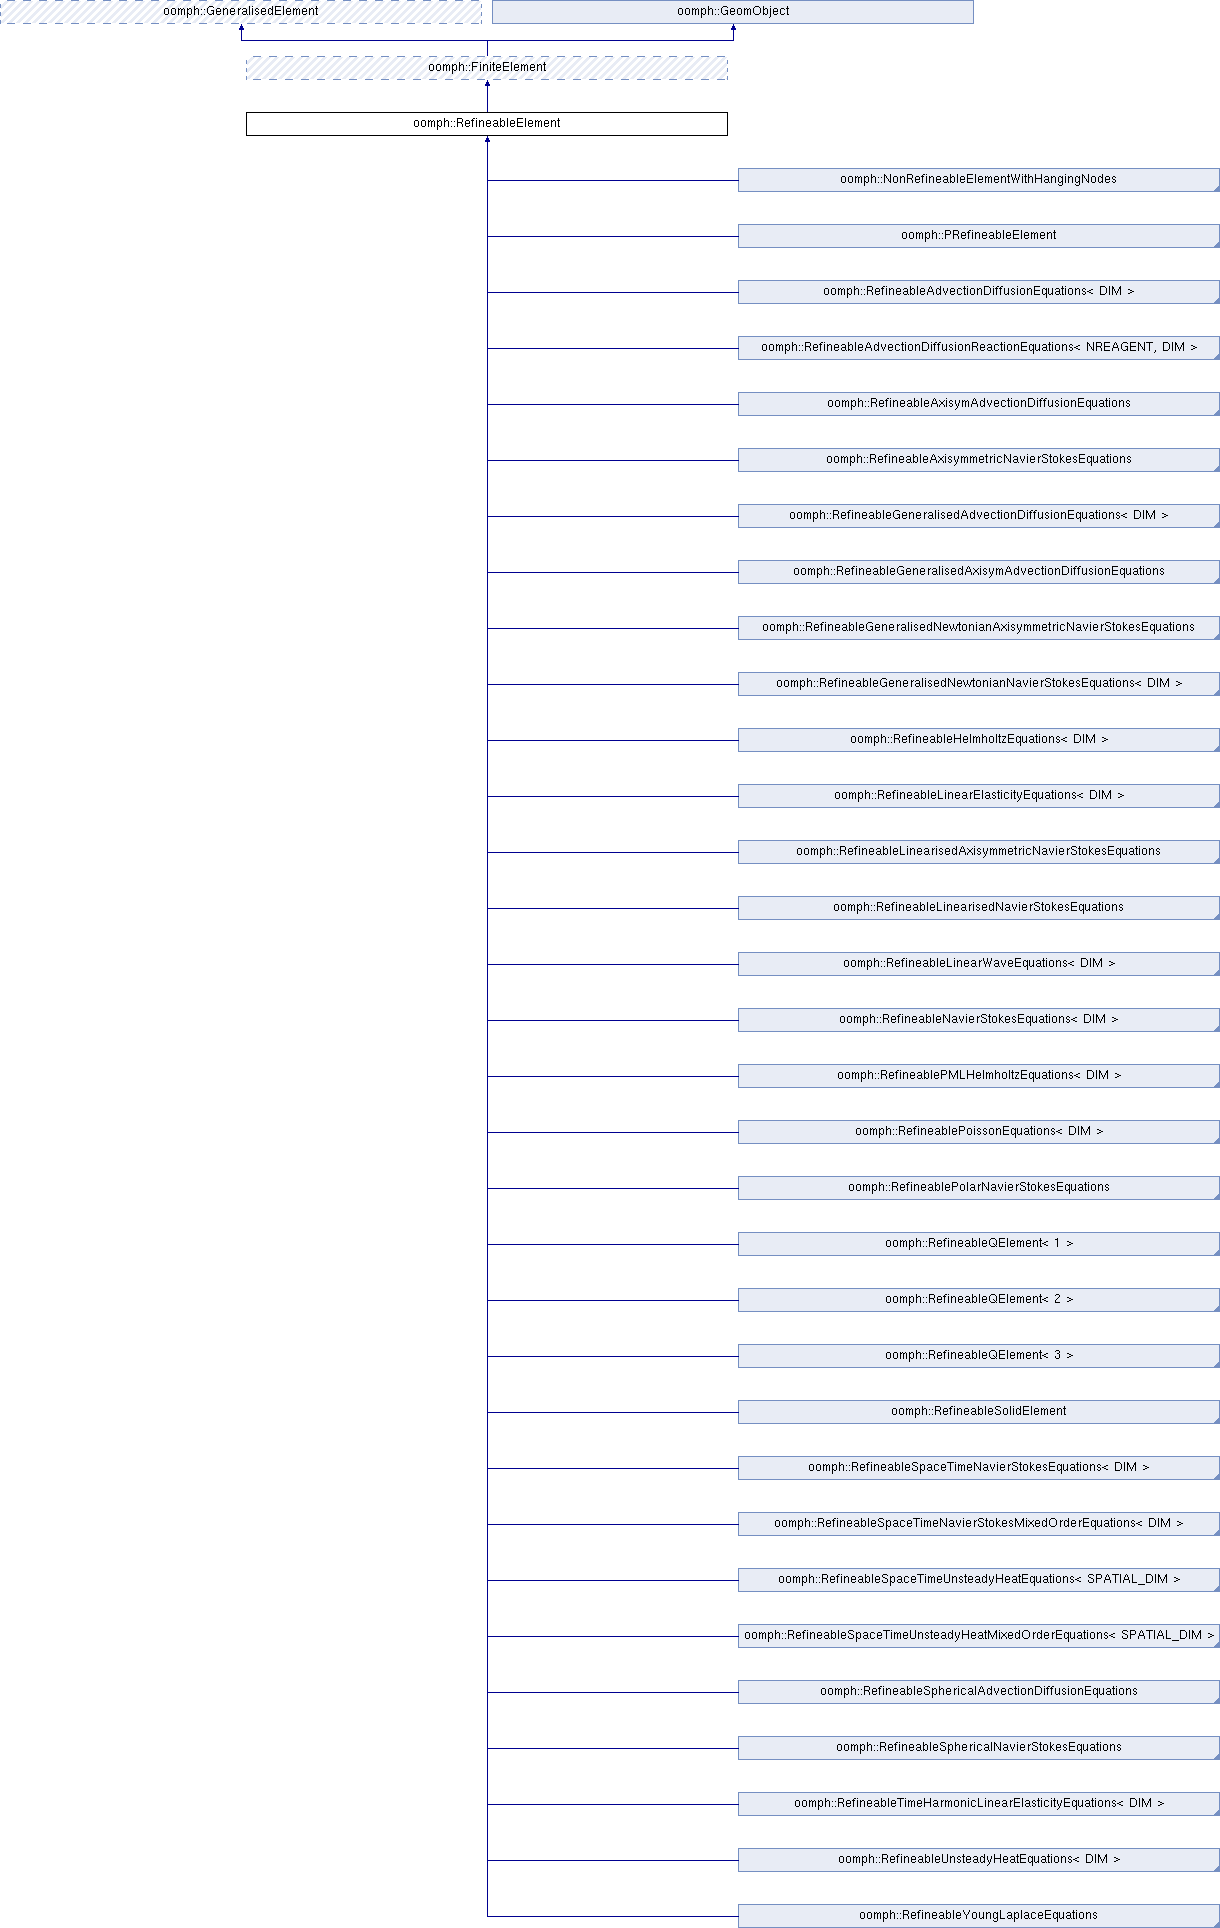 oomph::GeneralisedElement
oomph::GeomObject
oomph::FiniteElement
oomph::RefineableElement
oomph::NonRefineableElementWithHangingNodes
oomph::PRefineableElement
oomph::RefineableAdvectionDiffusionEquations< DIM >
oomph::RefineableAdvectionDiffusionReactionEquations< NREAGENT, DIM >
oomph::RefineableAxisymAdvectionDiffusionEquations
oomph::RefineableAxisymmetricNavierStokesEquations
oomph::RefineableGeneralisedAdvectionDiffusionEquations< DIM >
oomph::RefineableGeneralisedAxisymAdvectionDiffusionEquations
oomph::RefineableGeneralisedNewtonianAxisymmetricNavierStokesEquations
oomph::RefineableGeneralisedNewtonianNavierStokesEquations< DIM >
oomph::RefineableHelmholtzEquations< DIM >
oomph::RefineableLinearElasticityEquations< DIM >
oomph::RefineableLinearisedAxisymmetricNavierStokesEquations
oomph::RefineableLinearisedNavierStokesEquations
oomph::RefineableLinearWaveEquations< DIM >
oomph::RefineableNavierStokesEquations< DIM >
oomph::RefineablePMLHelmholtzEquations< DIM >
oomph::RefineablePoissonEquations< DIM >
oomph::RefineablePolarNavierStokesEquations
oomph::RefineableQElement< 1 >
oomph::RefineableQElement< 2 >
oomph::RefineableQElement< 3 >
oomph::RefineableSolidElement
oomph::RefineableSpaceTimeNavierStokesEquations< DIM >
oomph::RefineableSpaceTimeNavierStokesMixedOrderEquations< DIM >
oomph::RefineableSpaceTimeUnsteadyHeatEquations< SPATIAL_DIM >
oomph::RefineableSpaceTimeUnsteadyHeatMixedOrderEquations< SPATIAL_DIM >
oomph::RefineableSphericalAdvectionDiffusionEquations
oomph::RefineableSphericalNavierStokesEquations
oomph::RefineableTimeHarmonicLinearElasticityEquations< DIM >
oomph::RefineableUnsteadyHeatEquations< DIM >
oomph::RefineableYoungLaplaceEquations